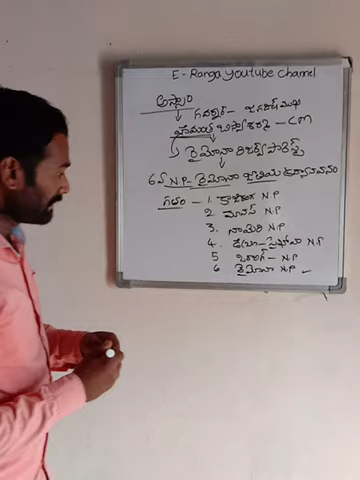 E - Ranga YouTube Channel
అస్సాం
గవర్నర్ - జగదీష్ ముఖి
హిమంత బిస్వా శర్మ - CM
రైమోనా రిజర్వ్ ఫారెస్ట్
6వ N.P - రైమోనా జాతీయ ఉద్యానవనం
గతం - 1. కాజీరంగ N.P
2 మానస్ N.P
3. నామెరి N.P
4. డిబ్రూ - సైఖోవా N.P
5 ఒరాంగ్ - N.P
6 రైమోనా N.P